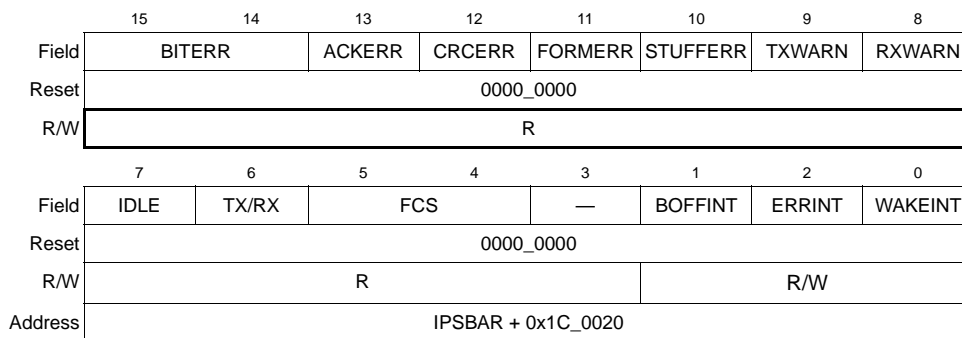 15 14 13 12 11 10 9 8
Field BITERR ACKERR CRCERR FORMERR STUFFERR TXWARN RXWARN
Reset 0000_0000
R/W R
7 6 5 4 3 1 2 0
Field IDLE TX/RX FCS — BOFFINT ERRINT WAKEINT
Reset 0000_0000
R/W R R/W
Address IPSBAR + 0x1C_0020